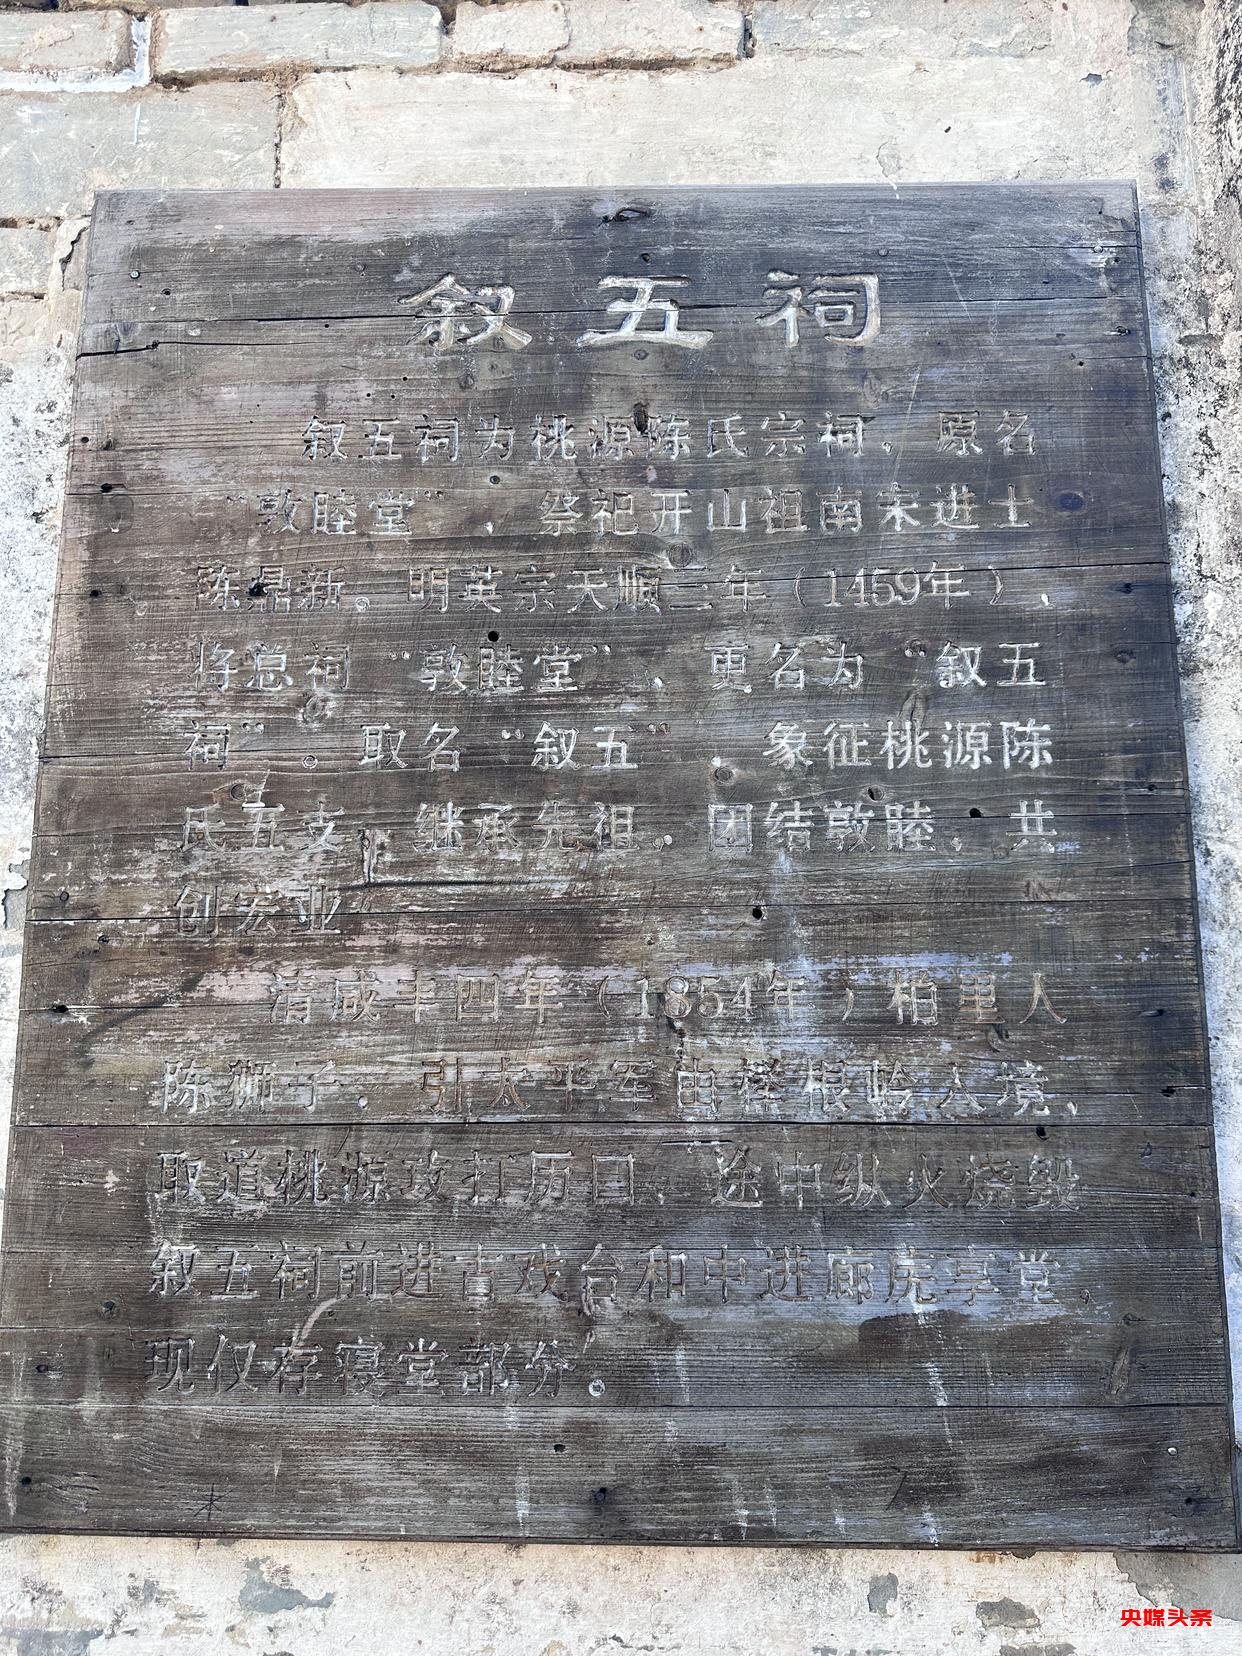 叙五祠
叙五祠为桃源陈氏宗祠，原名
“敦睦堂”，祭祀开山祖南宋进士
陈鼎新。明英宗天顺三年（1459年），
将总祠“敦睦堂”，更名为“叙五
祠”。取名“叙五”，象征桃源陈
氏五支，继承先祖，团结敦睦，共
创宏业
清咸丰四年（1854年）柏里人
陈狮子，引太平军由榉根岭入境，
取道桃源攻打历口，途中纵火烧毁
叙五祠前进古戏台和中进廊庑享堂，
现仅存寝堂部分。
央媒头条